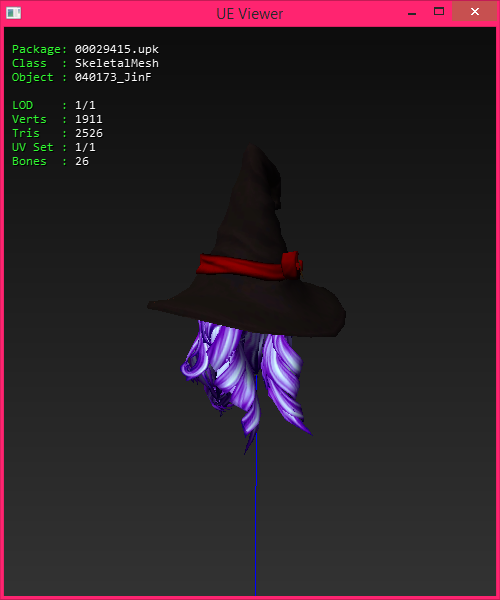 UE Viewer
Package: 00029415.upk
Class : SkeletalMesh
Object : 040173_JinF
LOD : 1/1
Verts : 1911
Tris : 2526
UV Set : 1/1
Bones : 26